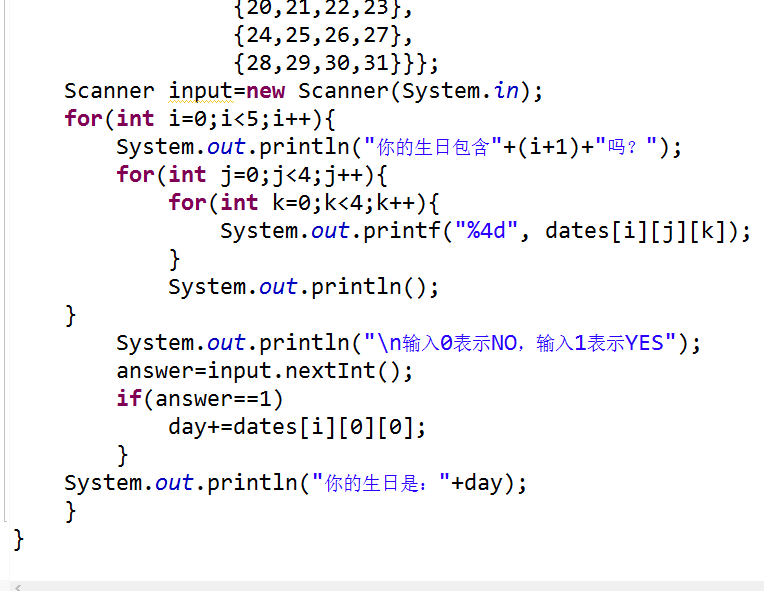 {20,21,22,23},
{24,25,26,27},
{28,29,30,31}}};
Scanner input=new Scanner(System.in);
for(int i=0;i<5;i++){
System.out.println("你的生日包含"+(i+1)+"吗？");
for(int j=0;j<4;j++){
for(int k=0;k<4;k++){
System.out.printf("%4d", dates[i][j][k]);
}
System.out.println();
}
System.out.println("\n输入0表示NO，输入1表示YES");
answer=input.nextInt();
if(answer==1)
day+=dates[i][0][0];
}
System.out.println("你的生日是："+day);
}
}